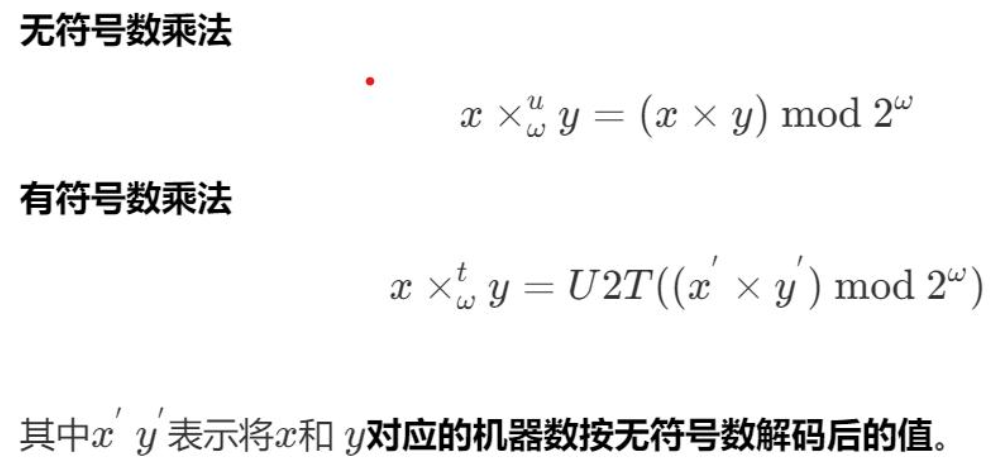 无符号数乘法
$x \times_{\omega}^{u} y = (x \times y) \bmod 2^{\omega}$
有符号数乘法
$x \times_{\omega}^{t} y = U2T((x^{'} \times y^{'}) \bmod 2^{\omega})$
其中$x^{'}$ $y^{'}$表示将$x$和 $y$对应的机器数按无符号数解码后的值。